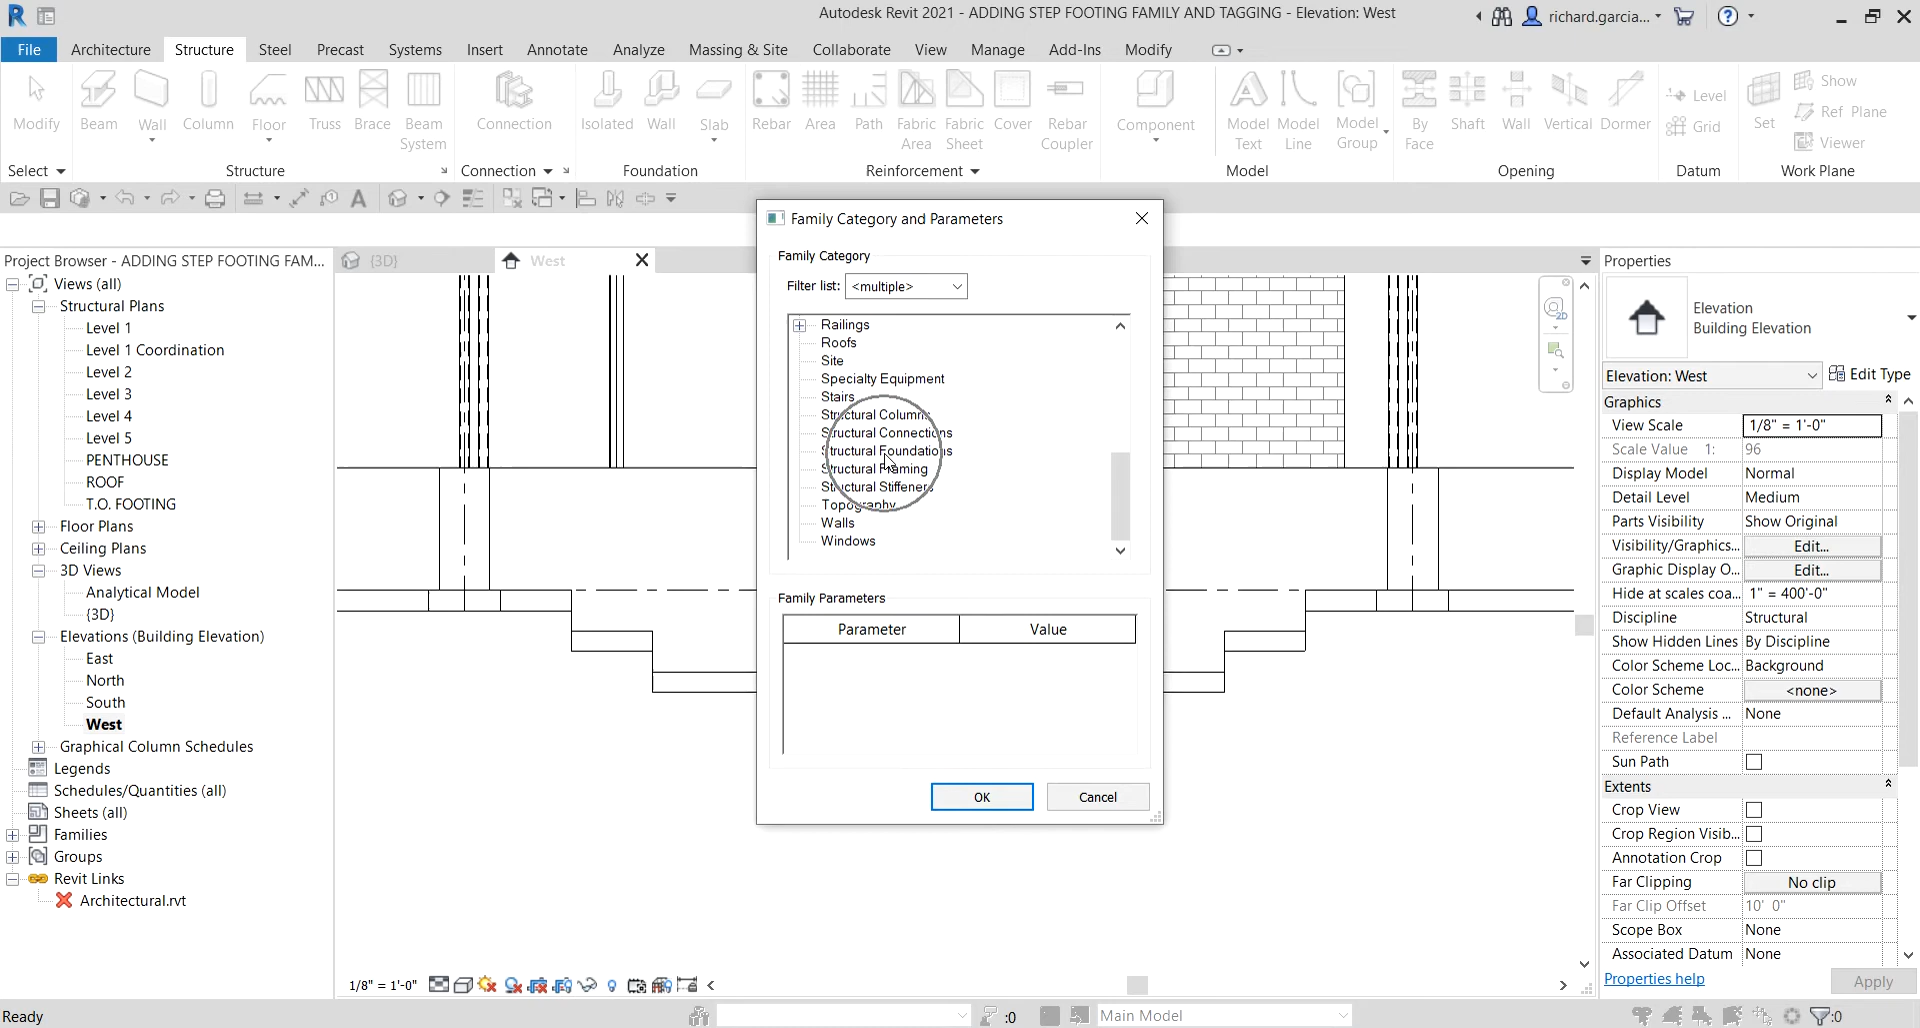 Autodesk Revit 2021 - ADDING STEP FOOTING FAMILY AND TAGGING - Elevation: West
richard.garcia...
File Architecture Structure Steel Precast Systems Insert Annotate Analyze Massing & Site Collaborate View Manage Add-Ins Modify
Modify Beam Wall Column Floor Truss Brace Beam System Connection Isolated Wall Slab Rebar Area Path Fabric Area Fabric Sheet Cover Rebar Coupler Component Model Text Model Line Model Group By Face Shaft Wall Vertical Dormer Level Grid Set Show Ref Plane Viewer
Select Structure Connection Foundation Reinforcement Model Opening Datum Work Plane
Project Browser - ADDING STEP FOOTING FAM...
Views (all)
Structural Plans
Level 1
Level 1 Coordination
Level 2
Level 3
Level 4
Level 5
PENTHOUSE
ROOF
T.O. FOOTING
Floor Plans
Ceiling Plans
3D Views
Analytical Model
{3D}
Elevations (Building Elevation)
East
North
South
West
Graphical Column Schedules
Legends
Schedules/Quantities (all)
Sheets (all)
Families
Groups
Revit Links
Architectural.rvt
{3D} West
Family Category and Parameters
Family Category
Filter list: <multiple>
Railings
Roofs
Site
Specialty Equipment
Stairs
Structural Columns
Structural Connections
Structural Foundations
Structural Framing
Structural Stiffeners
Topography
Walls
Windows
Family Parameters
Parameter Value
OK Cancel
2D
Properties
Elevation
Building Elevation
Elevation: West Edit Type
Graphics
View Scale 1/8" = 1'-0"
Scale Value 1: 96
Display Model Normal
Detail Level Medium
Parts Visibility Show Original
Visibility/Graphics... Edit...
Graphic Display O... Edit...
Hide at scales coa... 1" = 400'-0"
Discipline Structural
Show Hidden Lines By Discipline
Color Scheme Loc... Background
Color Scheme <none>
Default Analysis ... None
Reference Label
Sun Path
Extents
Crop View
Crop Region Visib...
Annotation Crop
Far Clipping No clip
Far Clip Offset 10' 0"
Scope Box None
Associated Datum None
Properties help Apply
1/8" = 1'-0"
Ready :0 Main Model :0